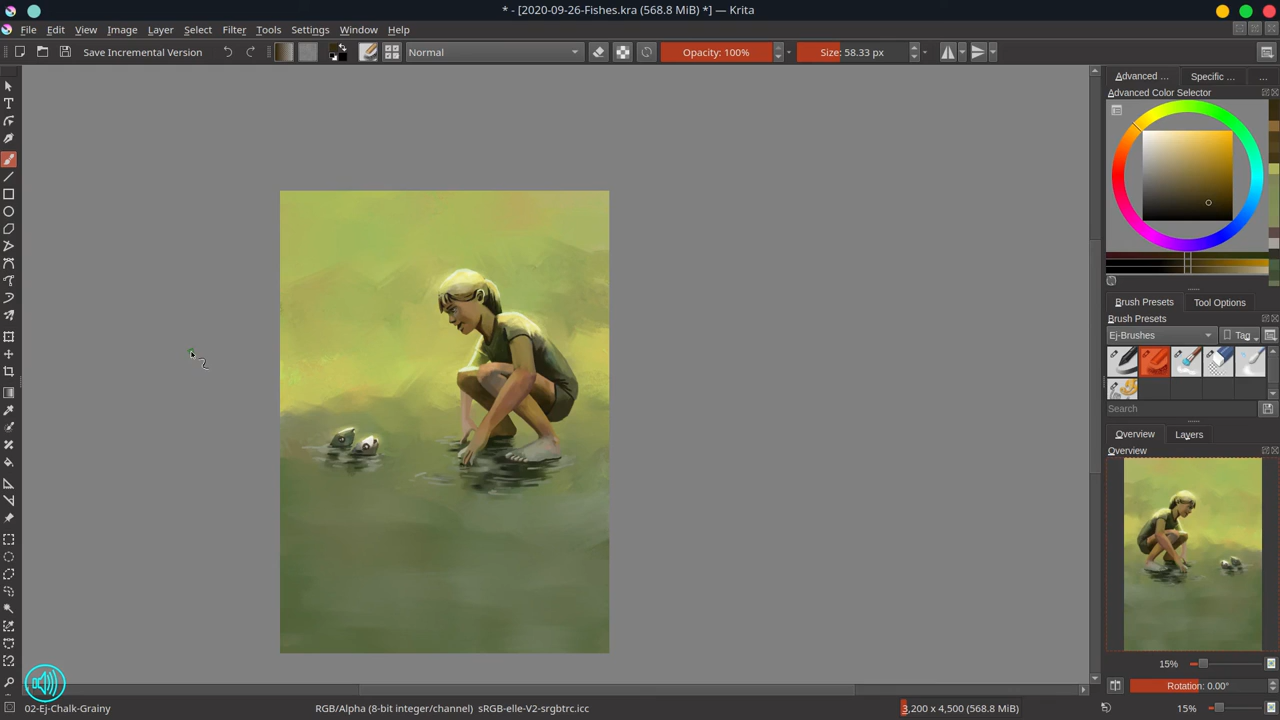 * - [2020-09-26-Fishes.kra (568.8 MiB) *] — Krita
File Edit View Image Layer Select Filter Tools Settings Window Help
Save Incremental Version Normal Opacity: 100% Size: 58.33 px
Advanced ... Specific ... ...
Advanced Color Selector
Brush Presets Tool Options
Brush Presets
Ej-Brushes Tag
Search
Overview Layers
Overview
15%
Rotation: 0.00°
02-Ej-Chalk-Grainy RGB/Alpha (8-bit integer/channel) sRGB-elle-V2-srgbtrc.icc 3,200 x 4,500 (568.8 MiB) 15%